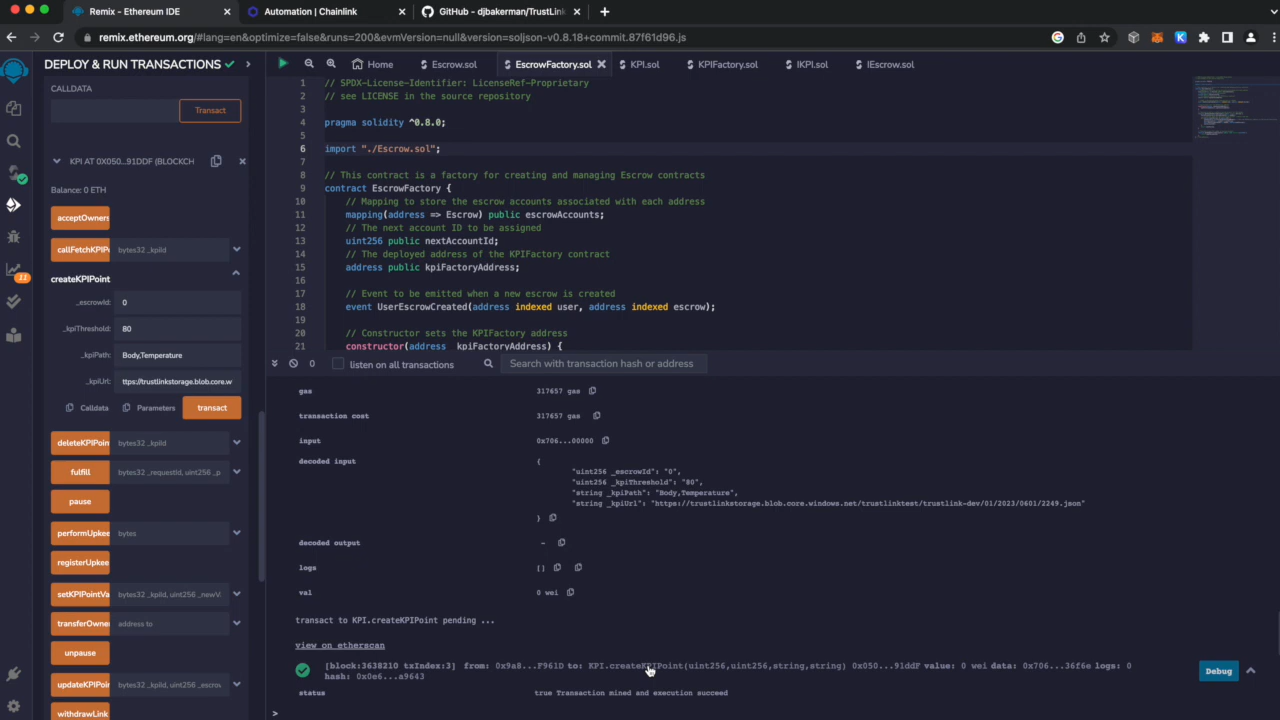 Remix - Ethereum IDE
Automation | Chainlink
GitHub - djbakerman/TrustLink
remix.ethereum.org/#lang=en&optimize=false&runs=200&evmVersion=null&version=soljson-v0.8.18+commit.87f61d96.js
DEPLOY & RUN TRANSACTIONS
Home
Escrow.sol
EscrowFactory.sol
KPI.sol
KPIFactory.sol
IKPI.sol
IEscrow.sol
CALLDATA
Transact
KPI AT 0X050...91DDF (BLOCKCH
Balance: 0 ETH
acceptOwners
callFetchKPIPo bytes32 _kpiId
createKPIPoint
_escrowId: 0
_kpiThreshold: 80
_kpiPath: Body,Temperature
_kpiUrl: ttps://trustlinkstorage.blob.core.w
Calldata Parameters transact
deleteKPIPoin bytes32 _kpiId
fulfill bytes32 _requestId, uint256 _p
pause
performUpkee bytes
registerUpkee
setKPIPointVa bytes32 _kpiId, uint256 _newV
transferOwne address to
unpause
updateKPIPoi bytes32 _kpiId, uint256 _escrow
withdrawLink
11
1 // SPDX-License-Identifier: LicenseRef-Proprietary
2 // see LICENSE in the source repository
3
4 pragma solidity ^0.8.0;
5
6 import "./Escrow.sol";
7
8 // This contract is a factory for creating and managing Escrow contracts
9 contract EscrowFactory {
10 // Mapping to store the escrow accounts associated with each address
11 mapping(address => Escrow) public escrowAccounts;
12 // The next account ID to be assigned
13 uint256 public nextAccountId;
14 // The deployed address of the KPIFactory contract
15 address public kpiFactoryAddress;
16
17 // Event to be emitted when a new escrow is created
18 event UserEscrowCreated(address indexed user, address indexed escrow);
19
20 // Constructor sets the KPIFactory address
21 constructor(address _kpiFactoryAddress) {
0 listen on all transactions Search with transaction hash or address
gas 317657 gas
transaction cost 317657 gas
input 0x706...00000
decoded input {
"uint256 _escrowId": "0",
"uint256 _kpiThreshold": "80",
"string _kpiPath": "Body,Temperature",
"string _kpiUrl": "https://trustlinkstorage.blob.core.windows.net/trustlinktest/trustlink-dev/01/2023/0601/2249.json"
}
decoded output -
logs []
val 0 wei
transact to KPI.createKPIPoint pending ...
view on etherscan
[block:3638210 txIndex:3] from: 0x9a8...F961D to: KPI.createKPIPoint(uint256,uint256,string,string) 0x050...91ddF value: 0 wei data: 0x706...36f6e logs: 0
hash: 0x0e6...a9643
Debug
status true Transaction mined and execution succeed
>